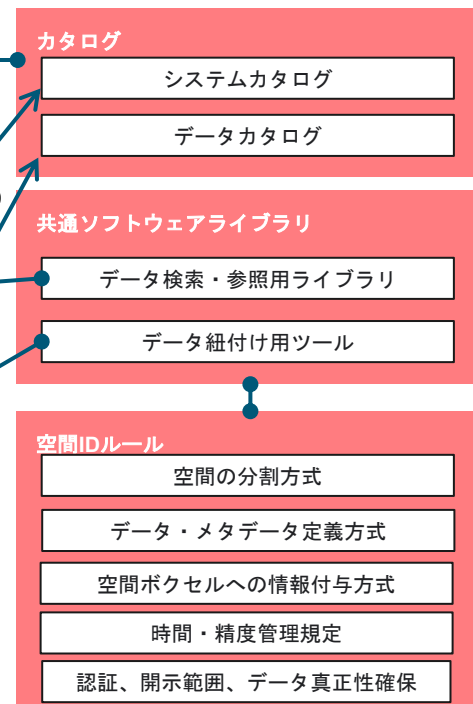 カタログ
システムカタログ
データカタログ
共通ソフトウェアライブラリ
データ検索・参照用ライブラリ
データ紐付け用ツール
空間IDルール
空間の分割方式
データ・メタデータ定義方式
空間ボクセルへの情報付与方式
時間・精度管理規定
認証、開示範囲、データ真正性確保